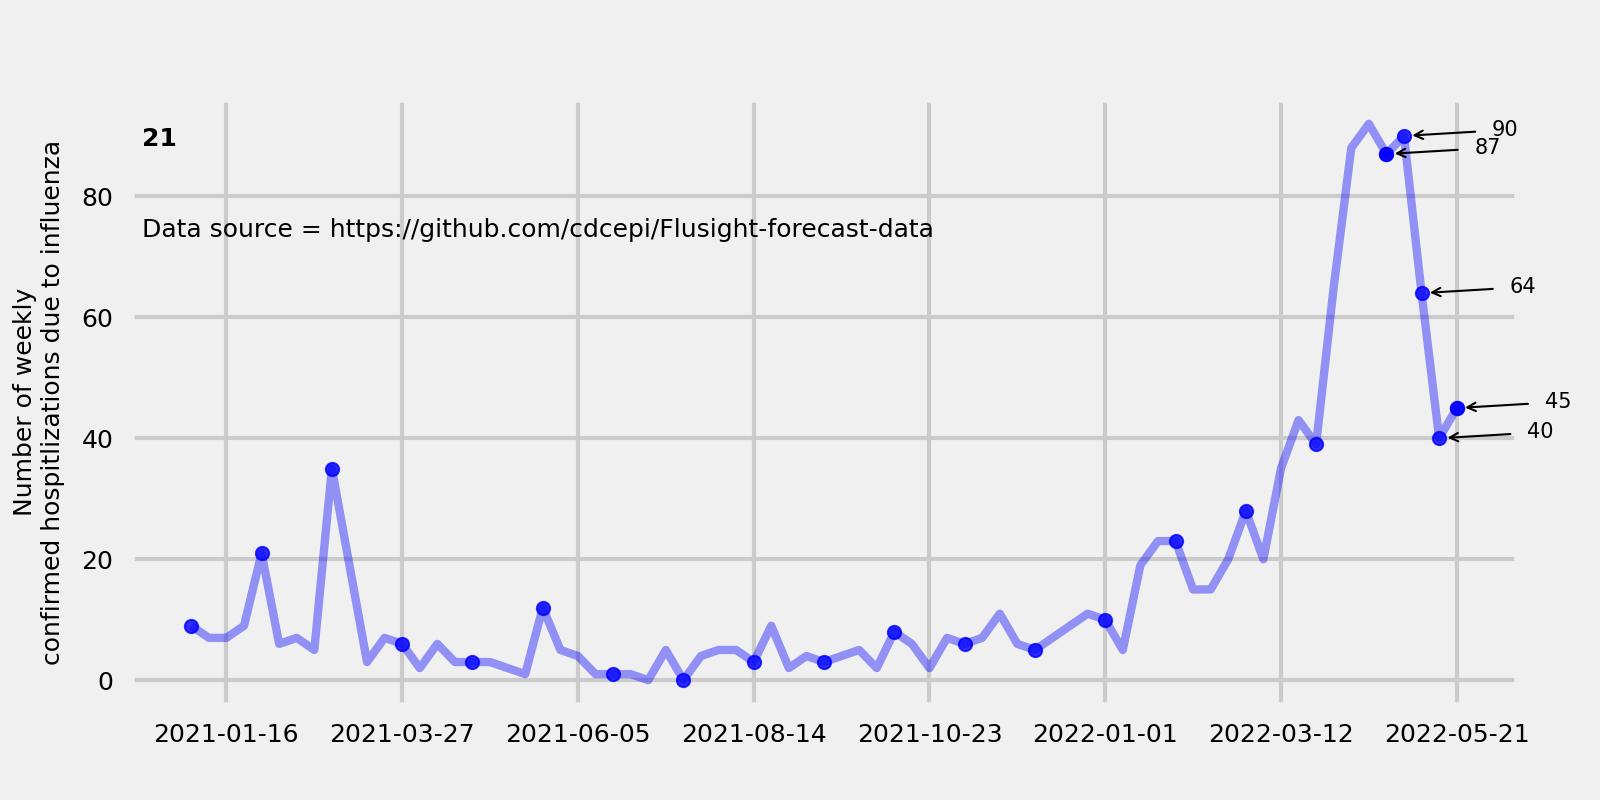 21
Data source = https://github.com/cdcepi/Flusight-forecast-data
Number of weekly
confirmed hospitlizations due to influenza
80
60
40
20
0
90
87
64
45
40
2021-01-16 2021-03-27 2021-06-05 2021-08-14 2021-10-23 2022-01-01 2022-03-12 2022-05-21